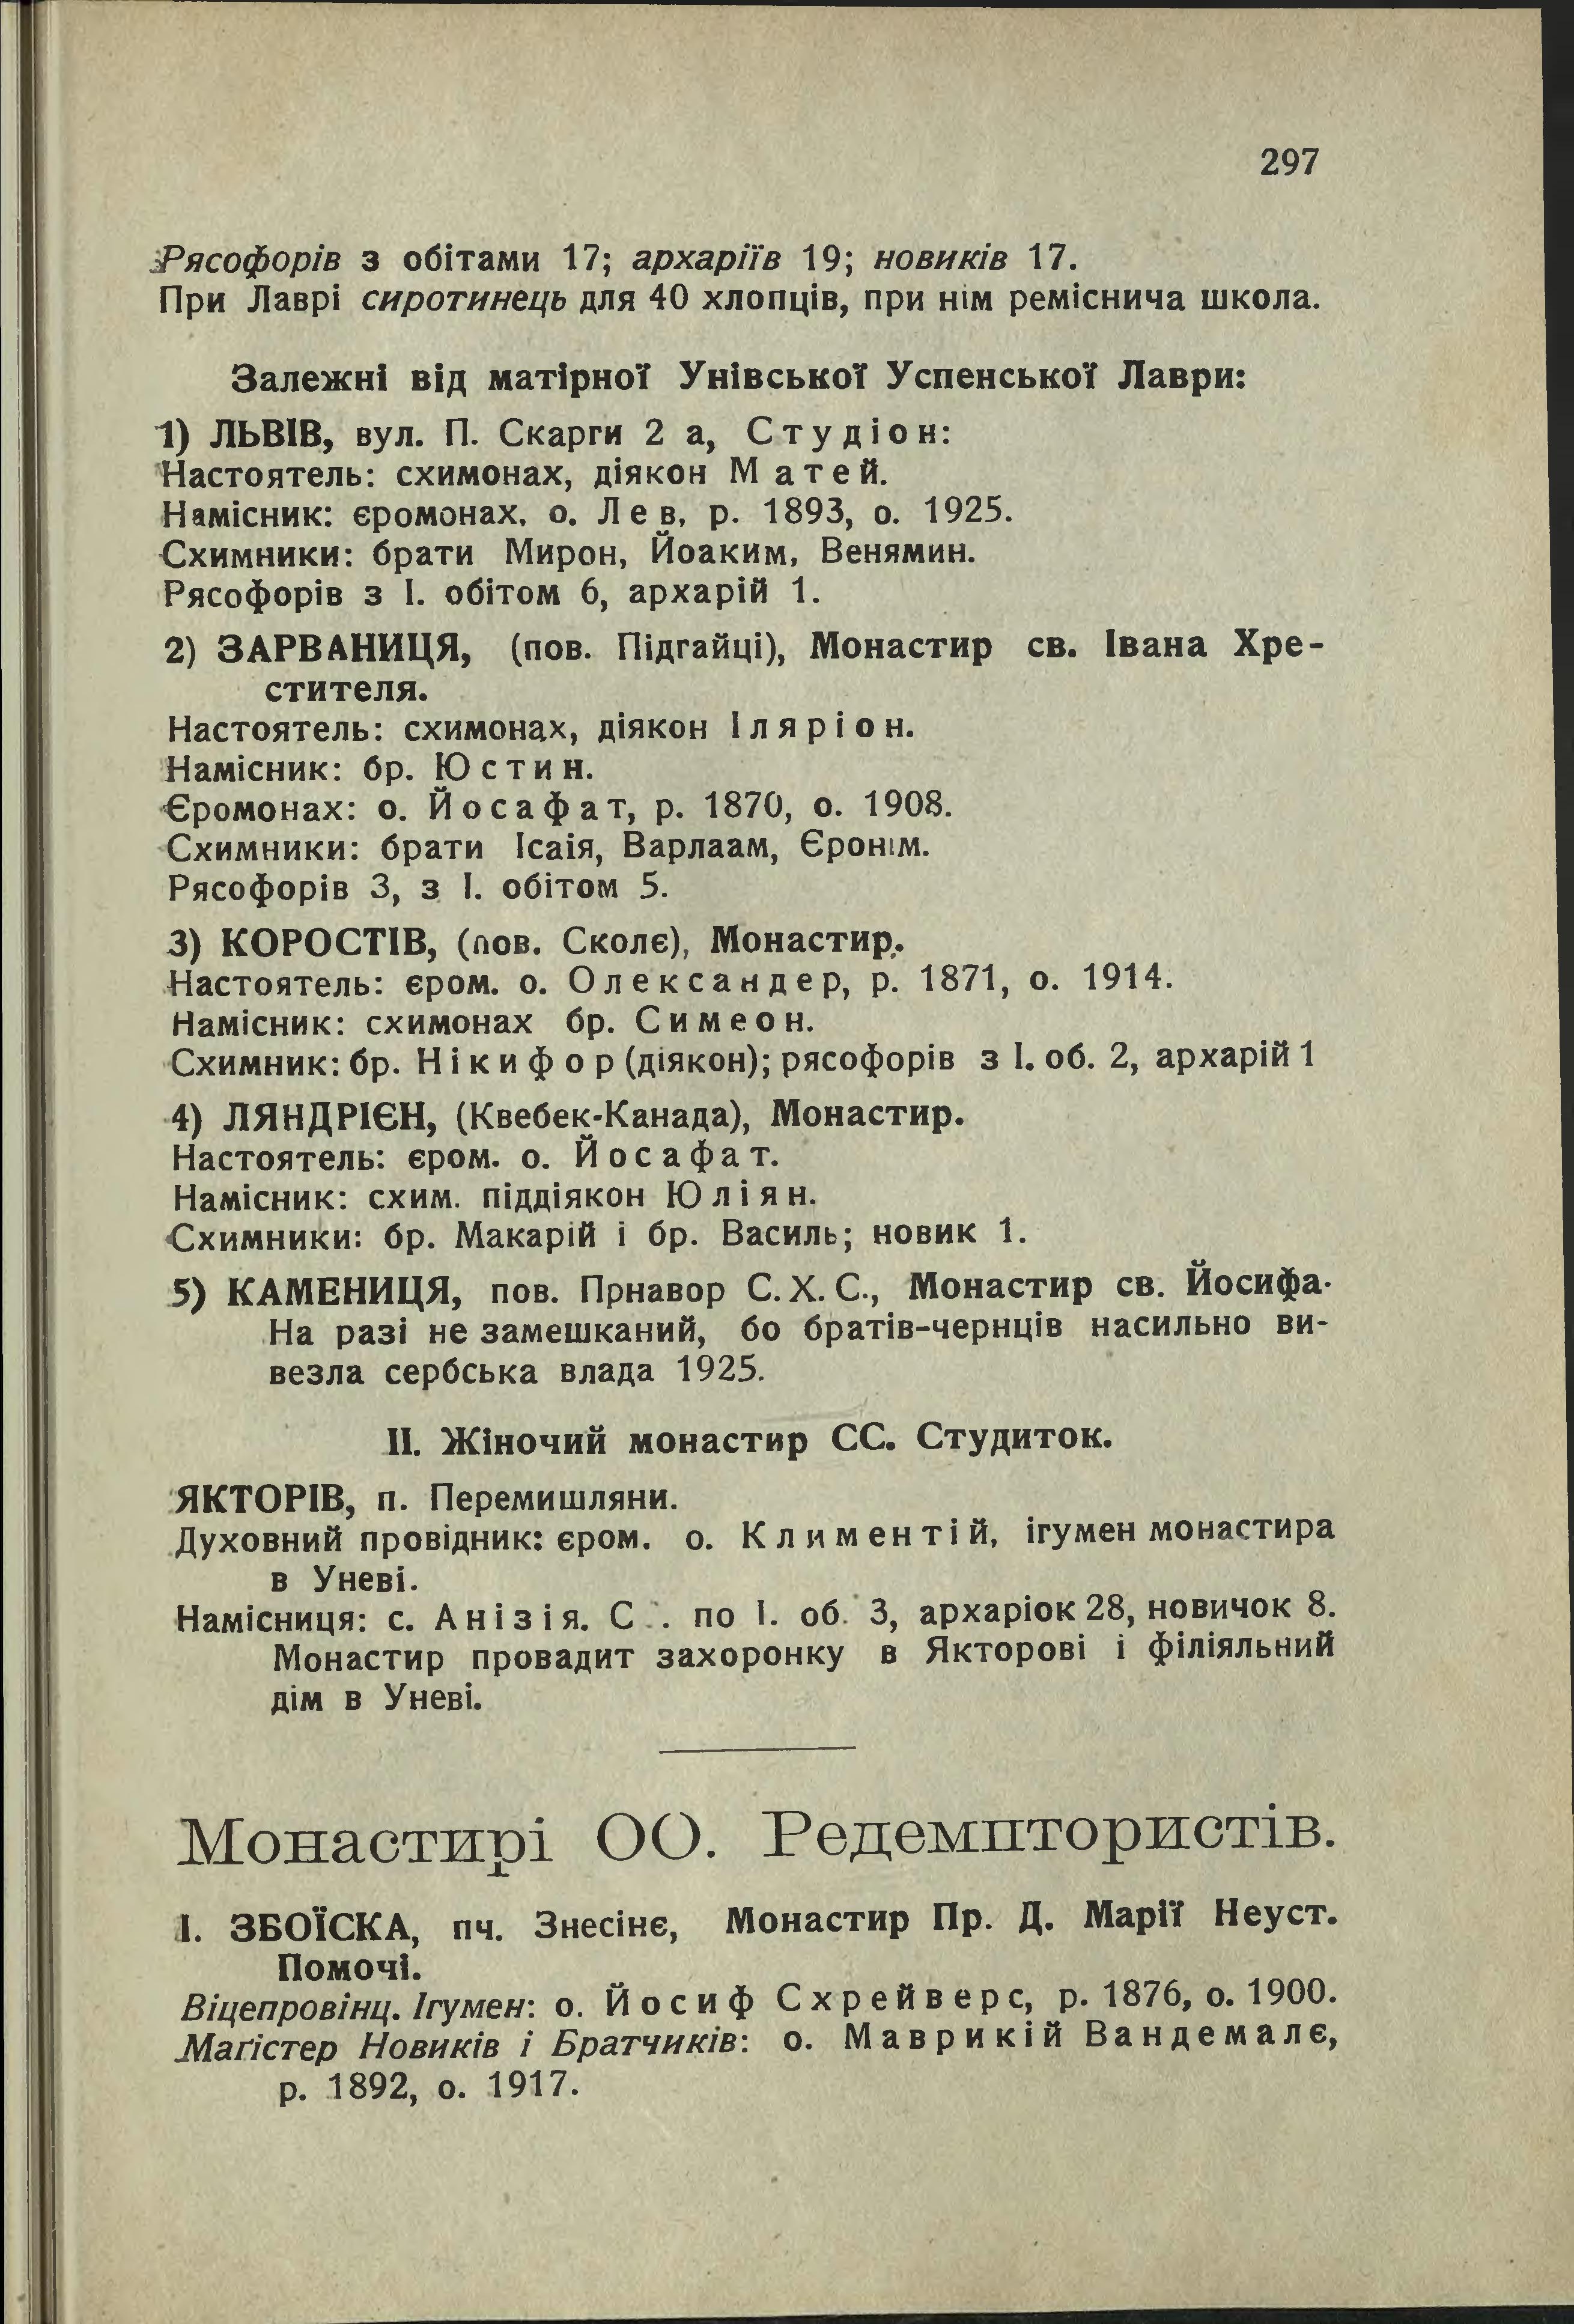 297
Рясофорів з обітами 17; архаріїв 19; новиків 17.
При Лаврі сиротинець для 40 хлопців, при нім реміснича школа.
Залежні від матірної Унівської Успенської Лаври:
1) ЛЬВІВ, вул. П. Скарги 2 а, Студіон:
Настоятель: схимонах, діякон Матей.
Намісник: єромонах, о. Лев, р. 1893, о. 1925.
Схимники: брати Мирон, Йоаким, Венямин.
Рясофорів з І. обітом 6, архарій 1.
2) ЗАРВАНИЦЯ, (пов. Підгайці), Монастир св. Івана Хре-
стителя.
Настоятель: схимонах, діякон Іляріон.
Намісник: бр. Юстин.
Єромонах: о. Йосафат, р. 1870, о. 1908.
Схимники: брати Ісаія, Варлаам, Єронім.
Рясофорів 3, з І. обітом 5.
3) КОРОСТІВ, (пов. Сколє), Монастир.
Настоятель: єром. о. Олександер, р. 1871, о. 1914.
Намісник: схимонах бр. Симеон.
Схимник: бр. Нікифор (діякон); рясофорів з І. об. 2, архарій 1
4) ЛЯНДРІЄН, (Квебек-Канада), Монастир.
Настоятель: єром. о. Йосафат.
Намісник: схим. піддіякон Юліян.
Схимники: бр. Макарій і бр. Василь; новик 1.
5) КАМЕНИЦЯ, пов. Прнавор С. Х. С., Монастир св. Йосифа.
На разі не замешканий, бо братів-чернців насильно ви-
везла сербська влада 1925.
II. Жіночий монастир СС. Студиток.
ЯКТОРІВ, п. Перемишляни.
Духовний провідник: єром. о. Климентій, ігумен монастира
в Уневі.
Намісниця: с. Анізія. С . по І. об. 3, архаріок 28, новичок 8.
Монастир провадит захоронку в Якторові і філіяльний
дім в Уневі.
Монастирі ОО. Редемптористів.
І. ЗБОЇСКА, пч. Знесінє, Монастир Пр. Д. Марії Неуст.
Помочі.
Віцепровінц. Ігумен: о. Йосиф Схрейверс, р. 1876, о. 1900.
Маґістер Новиків і Братчиків: о. Маврикій Вандемалє,
р. 1892, о. 1917.